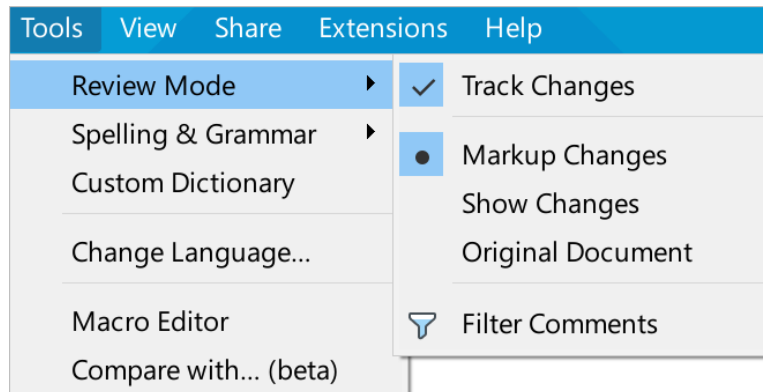 Tools View Share Extensions Help
Review Mode
Spelling & Grammar
Custom Dictionary
Change Language...
Macro Editor
Compare with... (beta)
Track Changes
Markup Changes
Show Changes
Original Document
Filter Comments